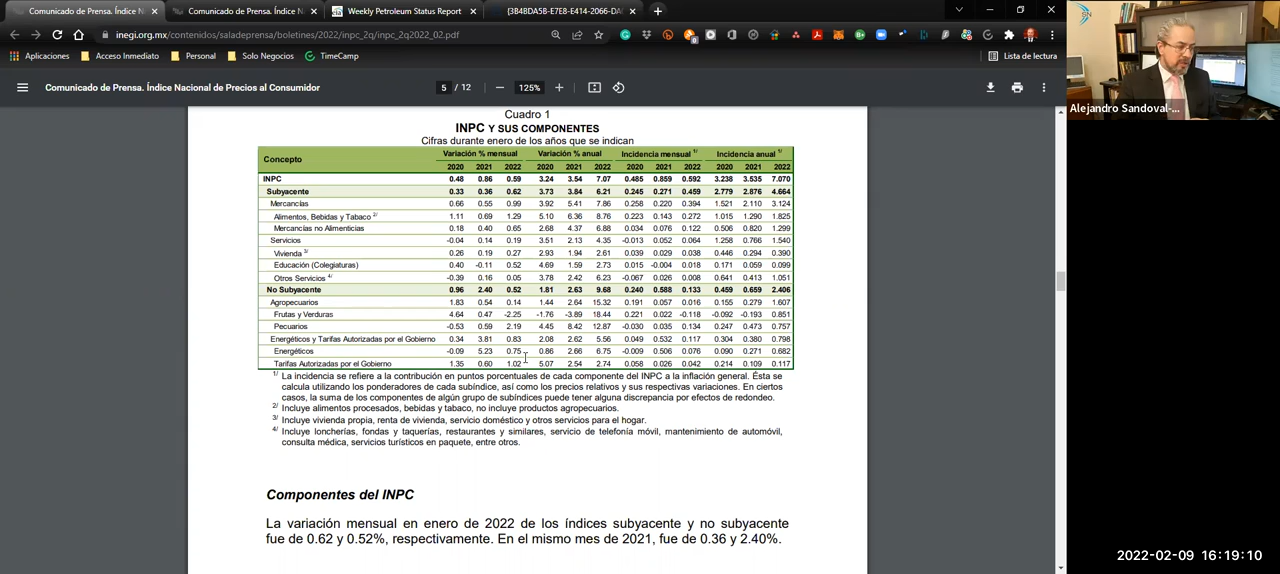 Comunicado de Prensa. Índice N
Comunicado de Prensa. Índice N
Weekly Petroleum Status Report
{3B4BDA5B-E7E8-E414-2066-DA
inegi.org.mx/contenidos/saladeprensa/boletines/2022/inpc_2q/inpc_2q2022_02.pdf
Aplicaciones Acceso Inmediato Personal Solo Negocios TimeCamp Lista de lectura
Comunicado de Prensa. Índice Nacional de Precios al Consumidor 5 / 12 125%
Alejandro Sandoval-...
Cuadro 1
INPC Y SUS COMPONENTES
Cifras durante enero de los años que se indican
Concepto Variación % mensual Variación % anual Incidencia mensual 1/ Incidencia anual 1/
2020 2021 2022 2020 2021 2022 2020 2021 2022 2020 2021 2022
INPC 0.48 0.86 0.59 3.24 3.54 7.07 0.485 0.859 0.592 3.238 3.535 7.070
Subyacente 0.33 0.36 0.62 3.73 3.84 6.21 0.245 0.271 0.459 2.779 2.876 4.664
Mercancías 0.66 0.55 0.99 3.92 5.41 7.86 0.258 0.220 0.394 1.521 2.110 3.124
Alimentos, Bebidas y Tabaco 2/ 1.11 0.69 1.29 5.10 6.36 8.76 0.223 0.143 0.272 1.015 1.290 1.825
Mercancías no Alimenticias 0.18 0.40 0.65 2.68 4.37 6.88 0.034 0.076 0.122 0.506 0.820 1.299
Servicios -0.04 0.14 0.19 3.51 2.13 4.35 -0.013 0.052 0.064 1.258 0.766 1.540
Vivienda 3/ 0.26 0.19 0.27 2.93 1.94 2.61 0.039 0.029 0.038 0.446 0.294 0.390
Educación (Colegiaturas) 0.40 -0.11 0.52 4.69 1.59 2.73 0.015 -0.004 0.018 0.171 0.059 0.099
Otros Servicios 4/ -0.39 0.16 0.05 3.78 2.42 6.23 -0.067 0.026 0.008 0.641 0.413 1.051
No Subyacente 0.96 2.40 0.52 1.81 2.63 9.68 0.240 0.588 0.133 0.459 0.659 2.406
Agropecuarios 1.83 0.54 0.14 1.44 2.64 15.32 0.191 0.057 0.016 0.155 0.279 1.607
Frutas y Verduras 4.64 0.47 -2.25 -1.76 -3.89 18.44 0.221 0.022 -0.118 -0.092 -0.193 0.851
Pecuarios -0.53 0.59 2.19 4.45 8.42 12.87 -0.030 0.035 0.134 0.247 0.473 0.757
Energéticos y Tarifas Autorizadas por el Gobierno 0.34 3.81 0.83 2.08 2.62 5.56 0.049 0.532 0.117 0.304 0.380 0.798
Energéticos -0.09 5.23 0.75 0.86 2.66 6.75 -0.009 0.506 0.076 0.090 0.271 0.682
Tarifas Autorizadas por el Gobierno 1.35 0.60 1.02 5.07 2.54 2.74 0.058 0.026 0.042 0.214 0.109 0.117
1/ La incidencia se refiere a la contribución en puntos porcentuales de cada componente del INPC a la inflación general. Ésta se
calcula utilizando los ponderadores de cada subíndice, así como los precios relativos y sus respectivas variaciones. En ciertos
casos, la suma de los componentes de algún grupo de subíndices puede tener alguna discrepancia por efectos de redondeo.
2/ Incluye alimentos procesados, bebidas y tabaco, no incluye productos agropecuarios.
3/ Incluye vivienda propia, renta de vivienda, servicio doméstico y otros servicios para el hogar.
4/ Incluye loncherías, fondas y taquerías, restaurantes y similares, servicio de telefonía móvil, mantenimiento de automóvil,
consulta médica, servicios turísticos en paquete, entre otros.
Componentes del INPC
La variación mensual en enero de 2022 de los índices subyacente y no subyacente
fue de 0.62 y 0.52%, respectivamente. En el mismo mes de 2021, fue de 0.36 y 2.40%.
2022-02-09 16:19:10